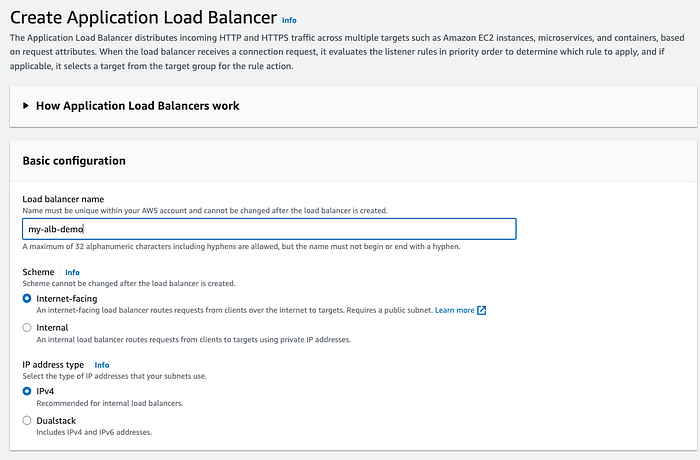 Create Application Load Balancer Info
The Application Load Balancer distributes incoming HTTP and HTTPS traffic across multiple targets such as Amazon EC2 instances, microservices, and containers, based
on request attributes. When the load balancer receives a connection request, it evaluates the listener rules in priority order to determine which rule to apply, and if
applicable, it selects a target from the target group for the rule action.
How Application Load Balancers work
Basic configuration
Load balancer name
Name must be unique within your AWS account and cannot be changed after the load balancer is created.
my-alb-demo
A maximum of 32 alphanumeric characters including hyphens are allowed, but the name must not begin or end with a hyphen.
Scheme Info
Scheme cannot be changed after the load balancer is created.
Internet-facing
An internet-facing load balancer routes requests from clients over the internet to targets. Requires a public subnet. Learn more
Internal
An internal load balancer routes requests from clients to targets using private IP addresses.
IP address type Info
Select the type of IP addresses that your subnets use.
IPv4
Recommended for internal load balancers.
Dualstack
Includes IPv4 and IPv6 addresses.